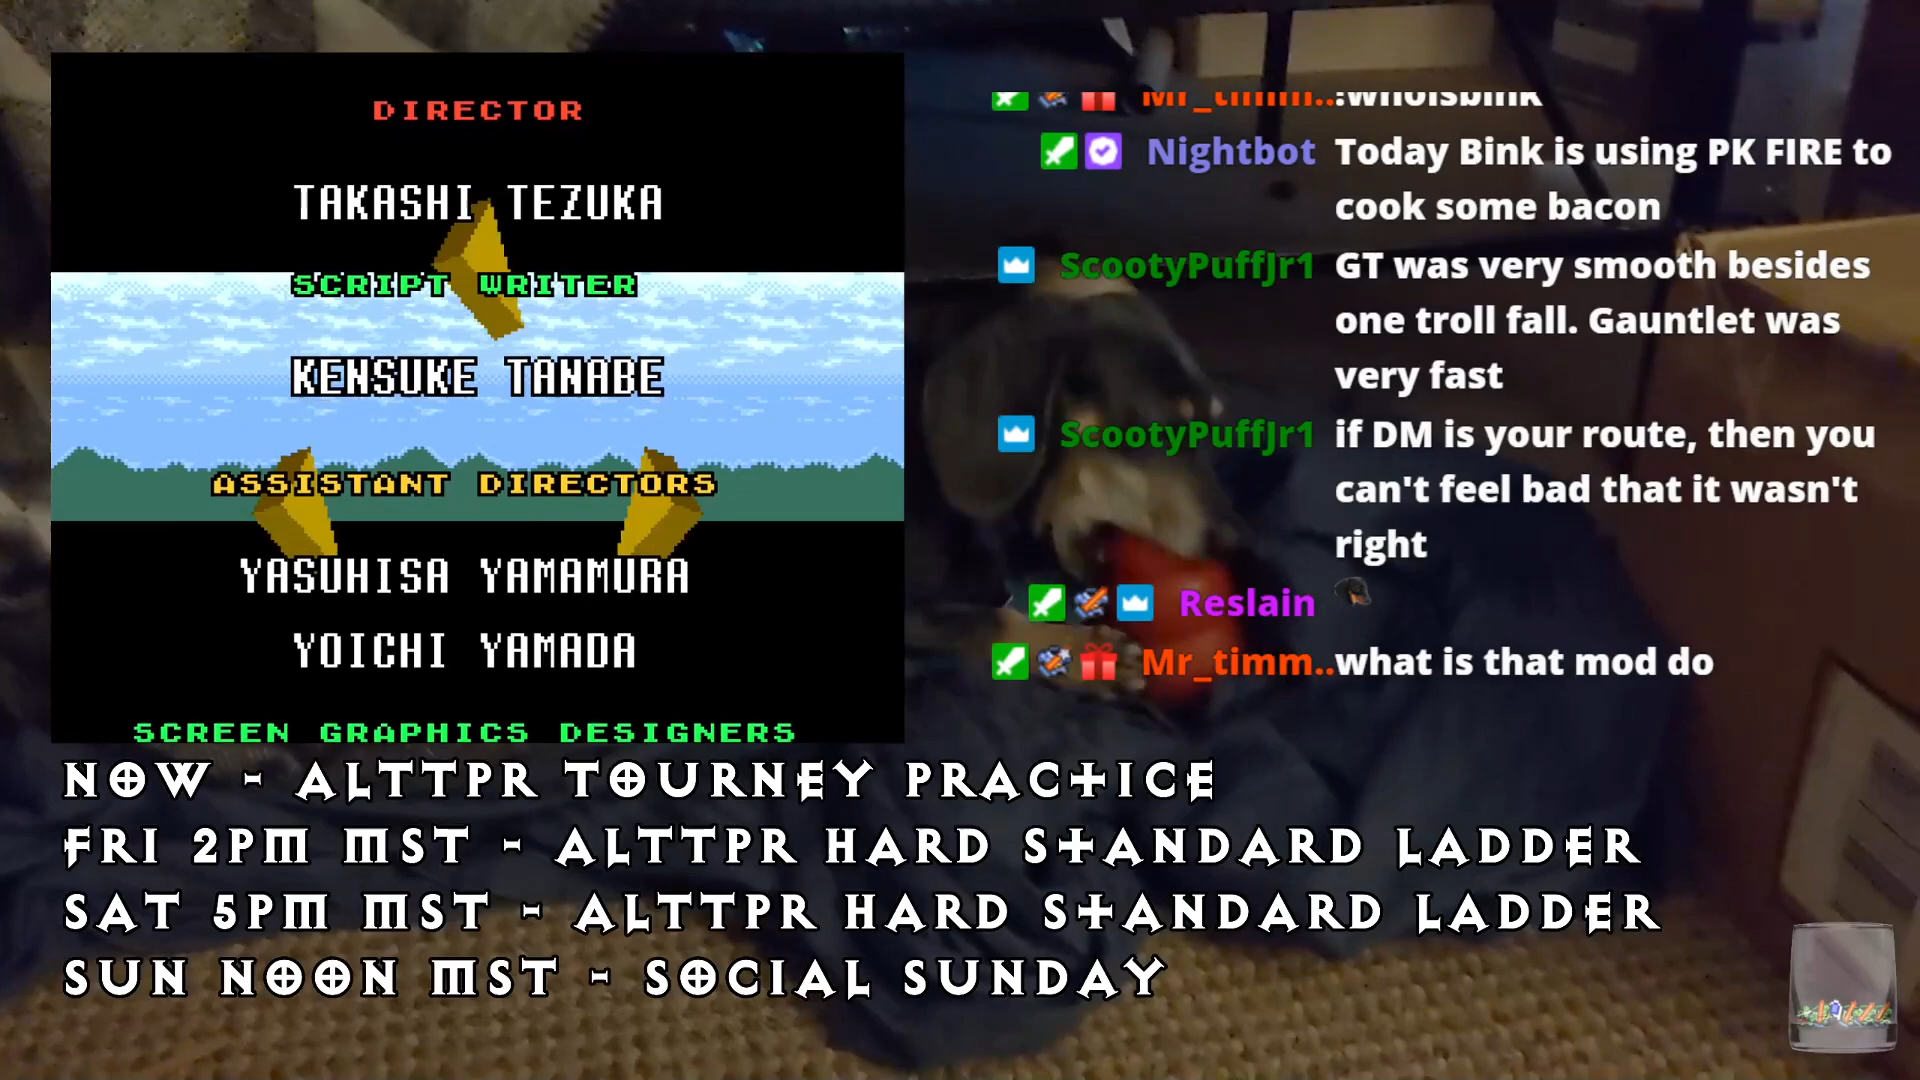 DIRECTOR
TAKASHI TEZUKA
SCRIPT WRITER
KENSUKE TANABE
ASSISTANT DIRECTORS
YASUHISA YAMAMURA
YOICHI YAMADA
SCREEN GRAPHICS DESIGNERS
Mr_timm..!whoisbink
Nightbot Today Bink is using PK FIRE to
cook some bacon
ScootyPuffJr1 GT was very smooth besides
one troll fall. Gauntlet was
very fast
ScootyPuffJr1 if DM is your route, then you
can't feel bad that it wasn't
right
Reslain
Mr_timm..what is that mod do
NOW - ALTTPR TOURNEY PRACTICE
FRI 2PM MST - ALTTPR HARD STANDARD LADDER
SAT 5PM MST - ALTTPR HARD STANDARD LADDER
SUN NOON MST - SOCIAL SUNDAY